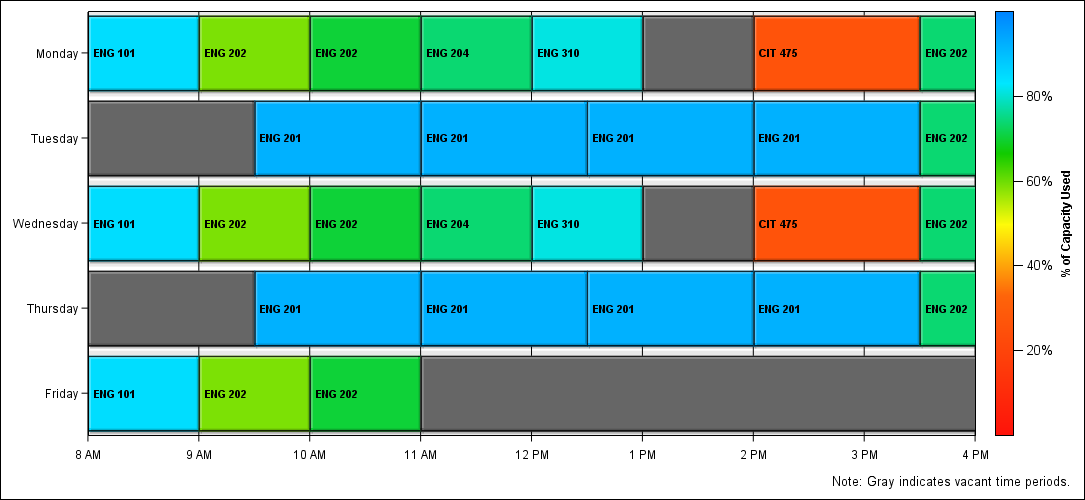 Monday ENG 101 ENG 202 ENG 202 ENG 204 ENG 310 CIT 475 ENG 202
Tuesday ENG 201 ENG 201 ENG 201 ENG 201 ENG 202
Wednesday ENG 101 ENG 202 ENG 202 ENG 204 ENG 310 CIT 475 ENG 202
Thursday ENG 201 ENG 201 ENG 201 ENG 201 ENG 202
Friday ENG 101 ENG 202 ENG 202
8 AM 9 AM 10 AM 11 AM 12 PM 1 PM 2 PM 3 PM 4 PM
80%
60%
40%
20%
% of Capacity Used
Note: Gray indicates vacant time periods.